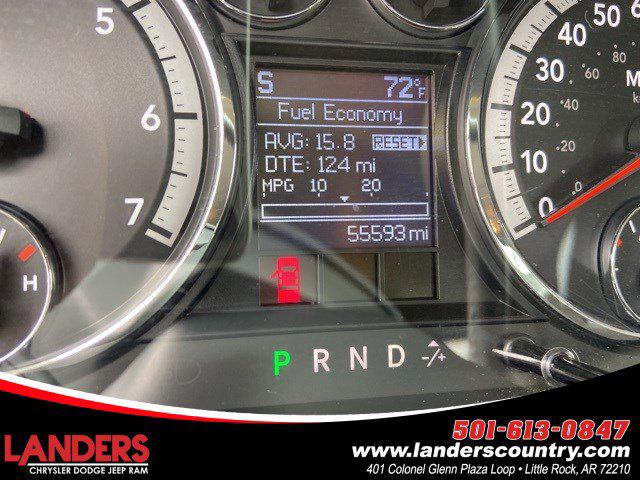 5
6
7
H
S 72°F
Fuel Economy
AVG: 15.8 RESET
DTE: 124 mi
MPG 10 20
55593 mi
P R N D -/+
50
40
30
20
10
0
80
60
40
20
0
LANDERS
CHRYSLER DODGE JEEP RAM
501-613-0847
www.landerscountry.com
401 Colonel Glenn Plaza Loop • Little Rock, AR 72210